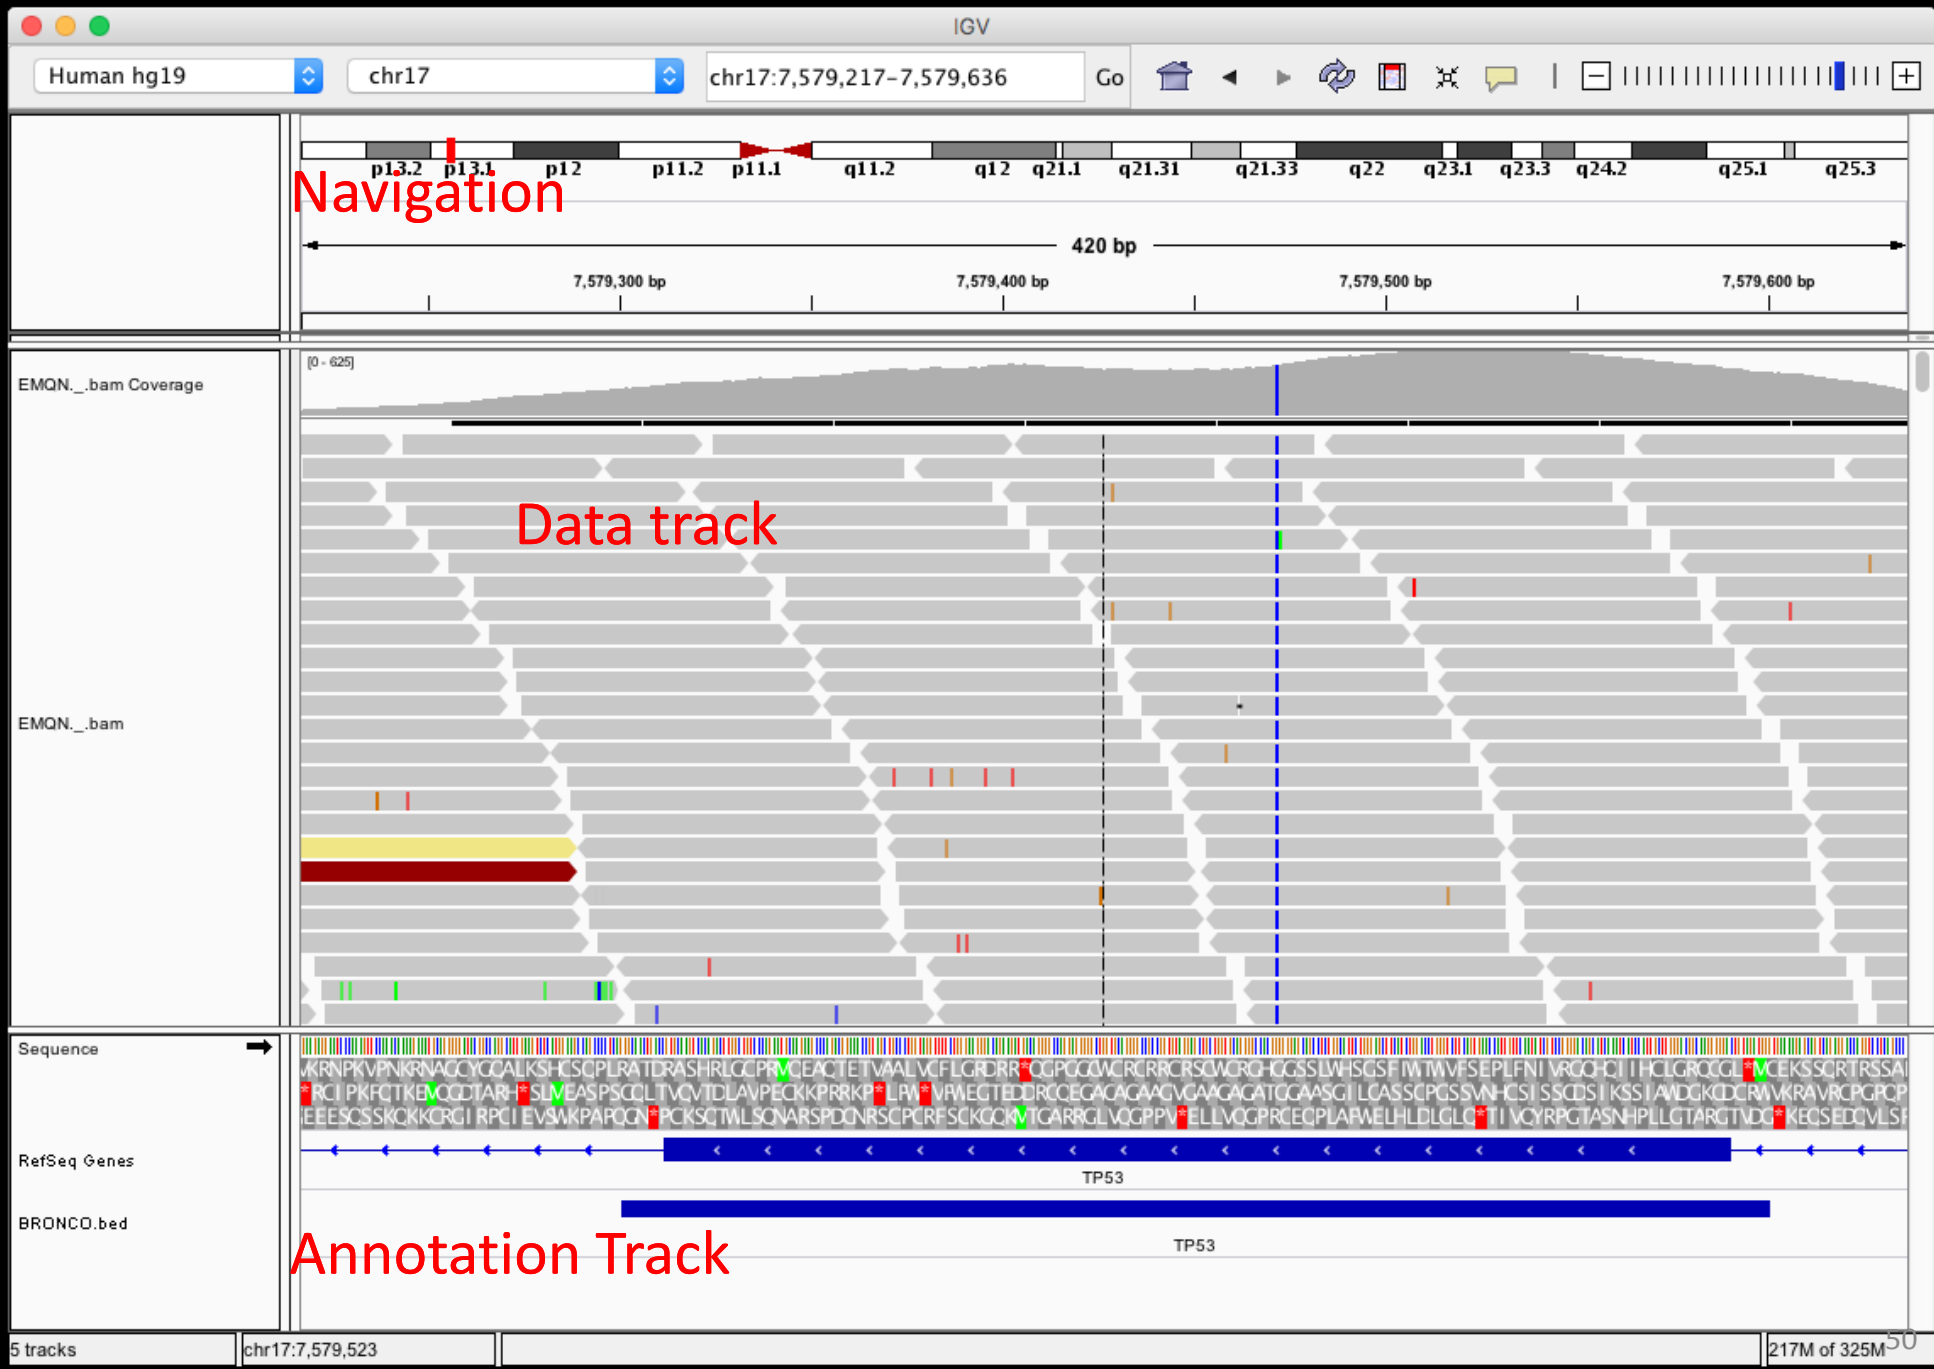 IGV
Human hg19 chr17 chr17:7,579,217-7,579,636 Go
p13.2 p13.1 p12 p11.2 p11.1 q11.2 q12 q21.1 q21.31 q21.33 q22 q23.1 q23.3 q24.2 q25.1 q25.3
Navigation
420 bp
7,579,300 bp 7,579,400 bp 7,579,500 bp 7,579,600 bp
[0 - 625]
EMQN._.bam Coverage
Data track
EMQN._.bam
Sequence
RefSeq Genes
TP53
BRONCO.bed
TP53
Annotation Track
5 tracks chr17:7,579,523 217M of 325M
50